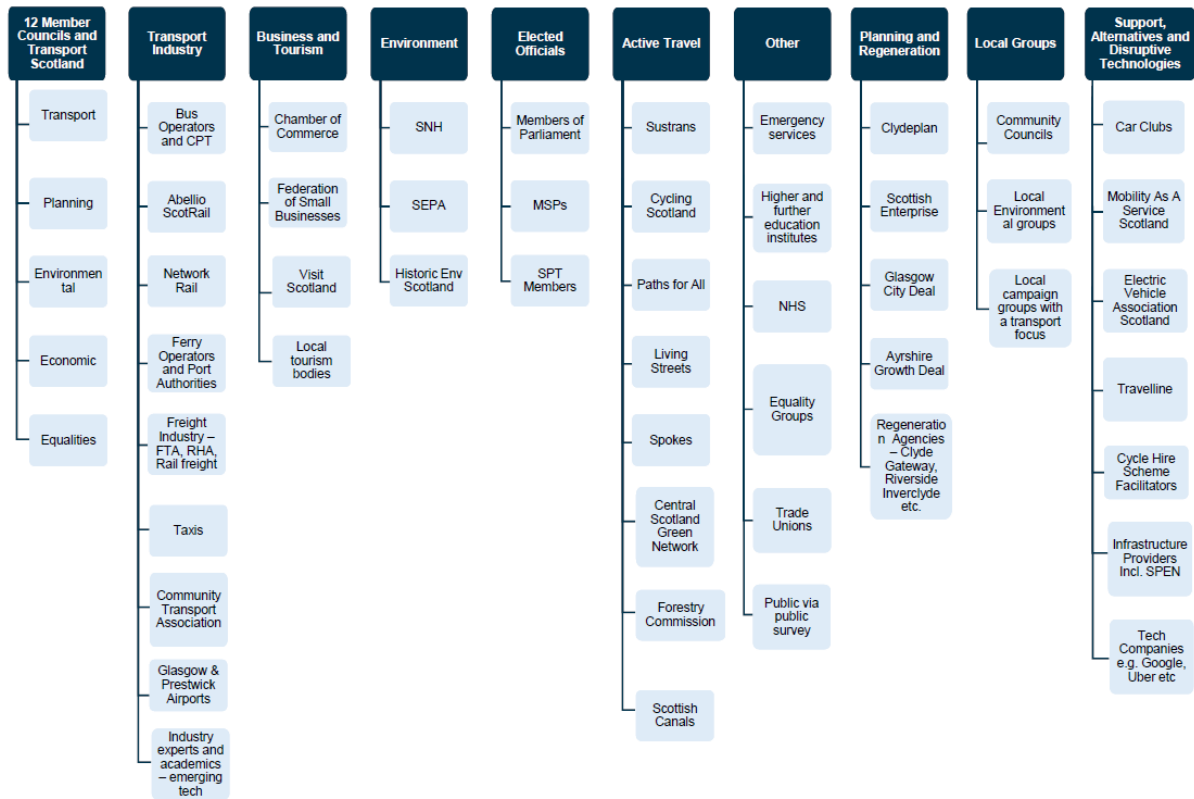 12 Member
Councils and
Transport
Scotland
Transport
Planning
Environmen
tal
Economic
Equalities
Transport
Industry
Bus
Operators
and CPT
Abellio
ScotRail
Network
Rail
Ferry
Operators
and Port
Authorities
Freight
Industry –
FTA, RHA,
Rail freight
Taxis
Community
Transport
Association
Glasgow &
Prestwick
Airports
Industry
experts and
academics
– emerging
tech
Business and
Tourism
Chamber of
Commerce
Federation
of Small
Businesses
Visit
Scotland
Local
tourism
bodies
Environment
SNH
SEPA
Historic Env
Scotland
Elected
Officials
Members of
Parliament
MSPs
SPT
Members
Active Travel
Sustrans
Cycling
Scotland
Paths for All
Living
Streets
Spokes
Central
Scotland
Green
Network
Forestry
Commission
Scottish
Canals
Other
Emergency
services
Higher and
further
education
institutes
NHS
Equality
Groups
Trade
Unions
Public via
public
survey
Planning and
Regeneration
Clydeplan
Scottish
Enterprise
Glasgow
City Deal
Ayrshire
Growth Deal
Regeneratio
n Agencies
– Clyde
Gateway,
Riverside
Inverclyde
etc.
Local Groups
Community
Councils
Local
Environment
al groups
Local
campaign
groups with
a transport
focus
Support,
Alternatives and
Disruptive
Technologies
Car Clubs
Mobility As A
Service
Scotland
Electric
Vehicle
Association
Scotland
Travelline
Cycle Hire
Scheme
Facilitators
Infrastructure
Providers
Incl. SPEN
Tech
Companies
e.g. Google,
Uber etc